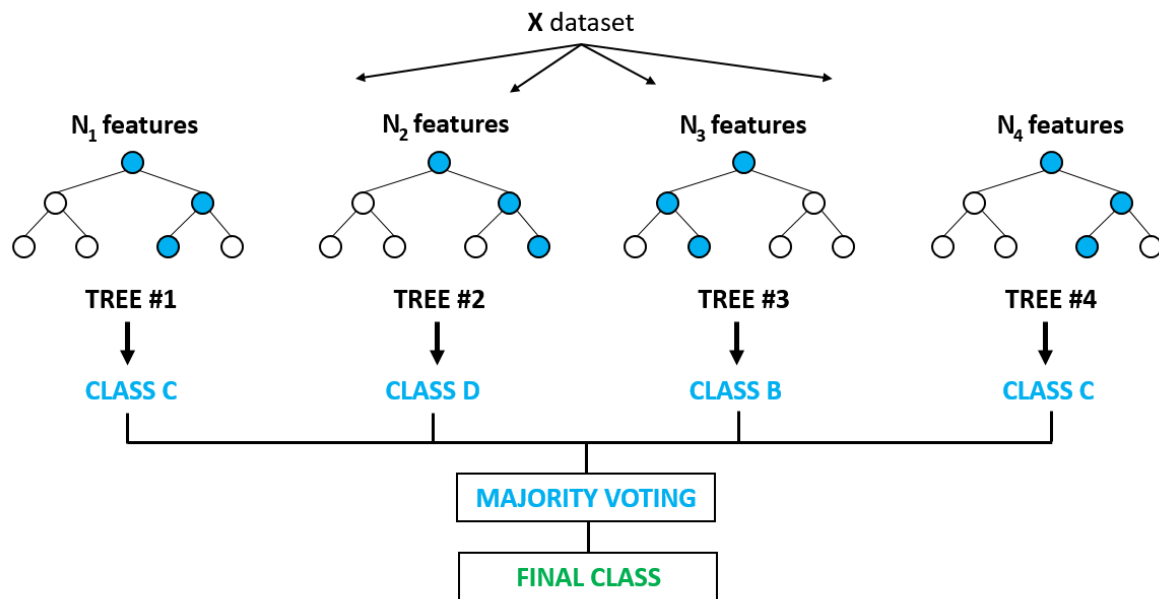 X dataset
N₁ features N₂ features N₃ features N₄ features
TREE #1 TREE #2 TREE #3 TREE #4
CLASS C CLASS D CLASS B CLASS C
MAJORITY VOTING
FINAL CLASS